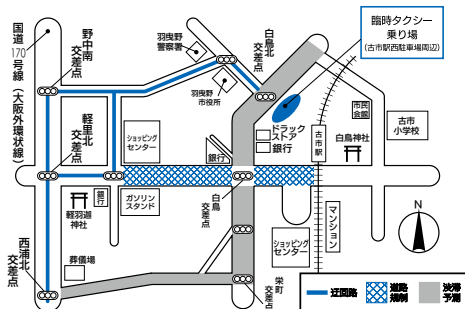 国道170号線(大阪外環状線)
野中南
交差点
羽曳野
警察署
白鳥北
交差点
臨時タクシー
乗り場
(古市駅西駐車場周辺)
羽曳野
市役所
市民
会館
古市
小学校
軽里北
交差点
ショッピング
センター
銀行
ドラッグ
ストア
銀行
古市駅
白鳥神社
銀行
軽羽迦
神社
ガソリン
スタンド
白鳥
交差点
マンション
N
西浦北
交差点
葬儀場
ショッピング
センター
栄町
交差点
迂回路
道路
規制
渋滞
予測